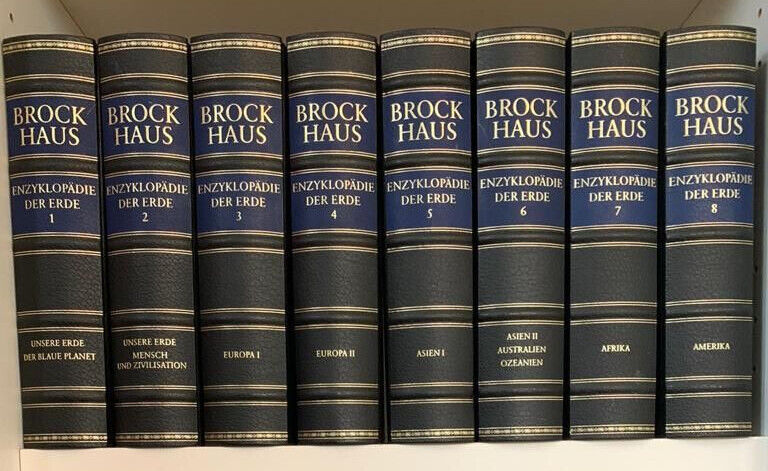 BROCK
HAUS
ENZYKLOPÄDIE
DER ERDE
1
UNSERE ERDE
DER BLAUE PLANET
BROCK
HAUS
ENZYKLOPÄDIE
DER ERDE
2
UNSERE ERDE
MENSCH
UND ZIVILISATION
BROCK
HAUS
ENZYKLOPÄDIE
DER ERDE
3
EUROPA I
BROCK
HAUS
ENZYKLOPÄDIE
DER ERDE
4
EUROPA II
BROCK
HAUS
ENZYKLOPÄDIE
DER ERDE
5
ASIEN I
BROCK
HAUS
ENZYKLOPÄDIE
DER ERDE
6
ASIEN II
AUSTRALIEN
OZEANIEN
BROCK
HAUS
ENZYKLOPÄDIE
DER ERDE
7
AFRIKA
BROCK
HAUS
ENZYKLOPÄDIE
DER ERDE
8
AMERIKA